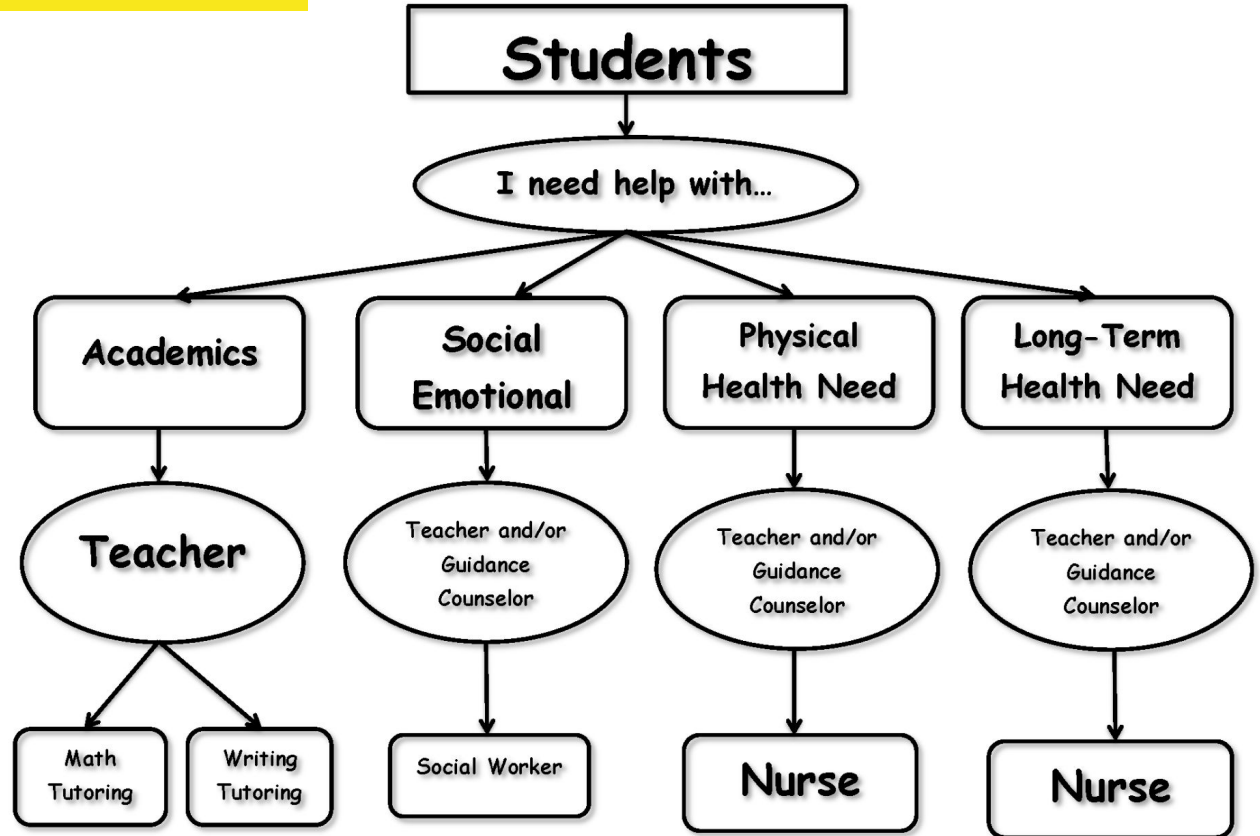 Students
I need help with…
Academics
Social
Emotional
Physical
Health Need
Long-Term
Health Need
Teacher
Teacher and/or
Guidance
Counselor
Teacher and/or
Guidance
Counselor
Teacher and/or
Guidance
Counselor
Math
Tutoring
Writing
Tutoring
Social Worker
Nurse
Nurse